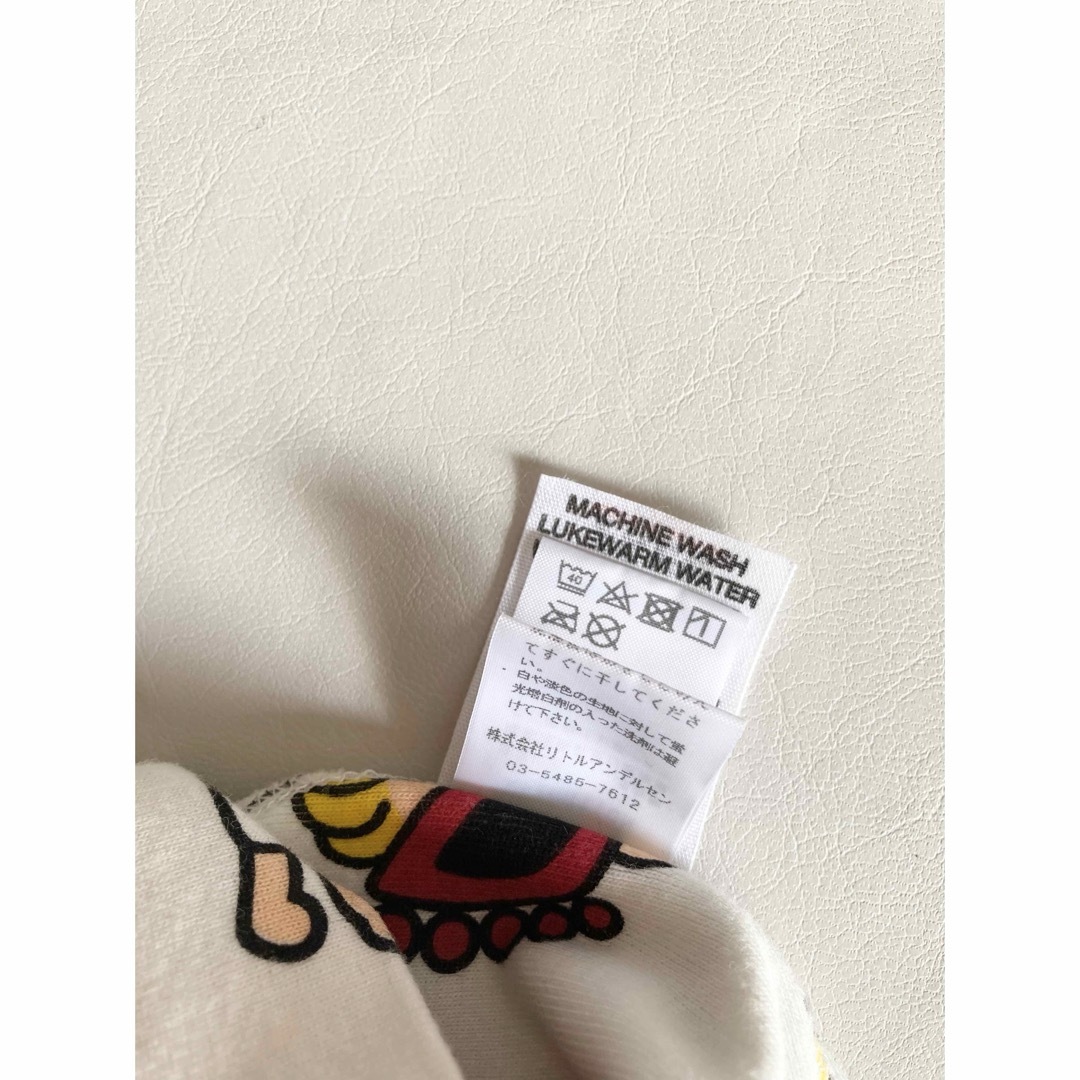 MACHINE WASH
LUKEWARM WATER
40
てすぐに干してくださ
い。
白や淡色の生地に対して蛍
光増白剤の入った洗剤は避
けて下さい。
株式会社リトルアンデルセン
03-5485-7612